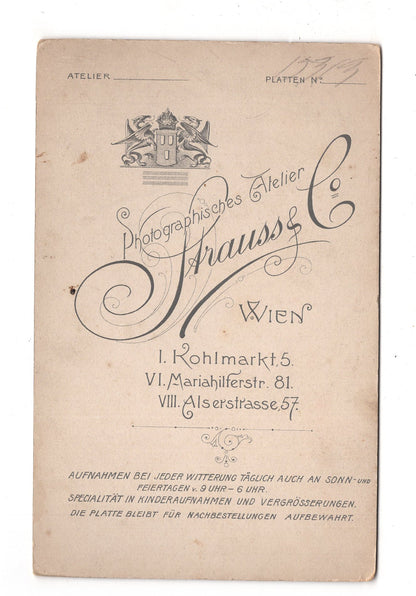 ATELIER
PLATTEN Nº
Photographisches Atelier
Strauss & Co
WIEN
I. Kohlmarkt, 5.
VI. Mariahilferstr. 81.
VIII. Alserstrasse, 57.
AUFNAHMEN BEI JEDER WITTERUNG TÄGLICH AUCH AN SONN- UND
FEIERTAGEN v. 9 UHR – 6 UHR.
SPECIALITÄT IN KINDERAUFNAHMEN UND VERGRÖSSERUNGEN.
DIE PLATTE BLEIBT FÜR NACHBESTELLUNGEN AUFBEWAHRT.